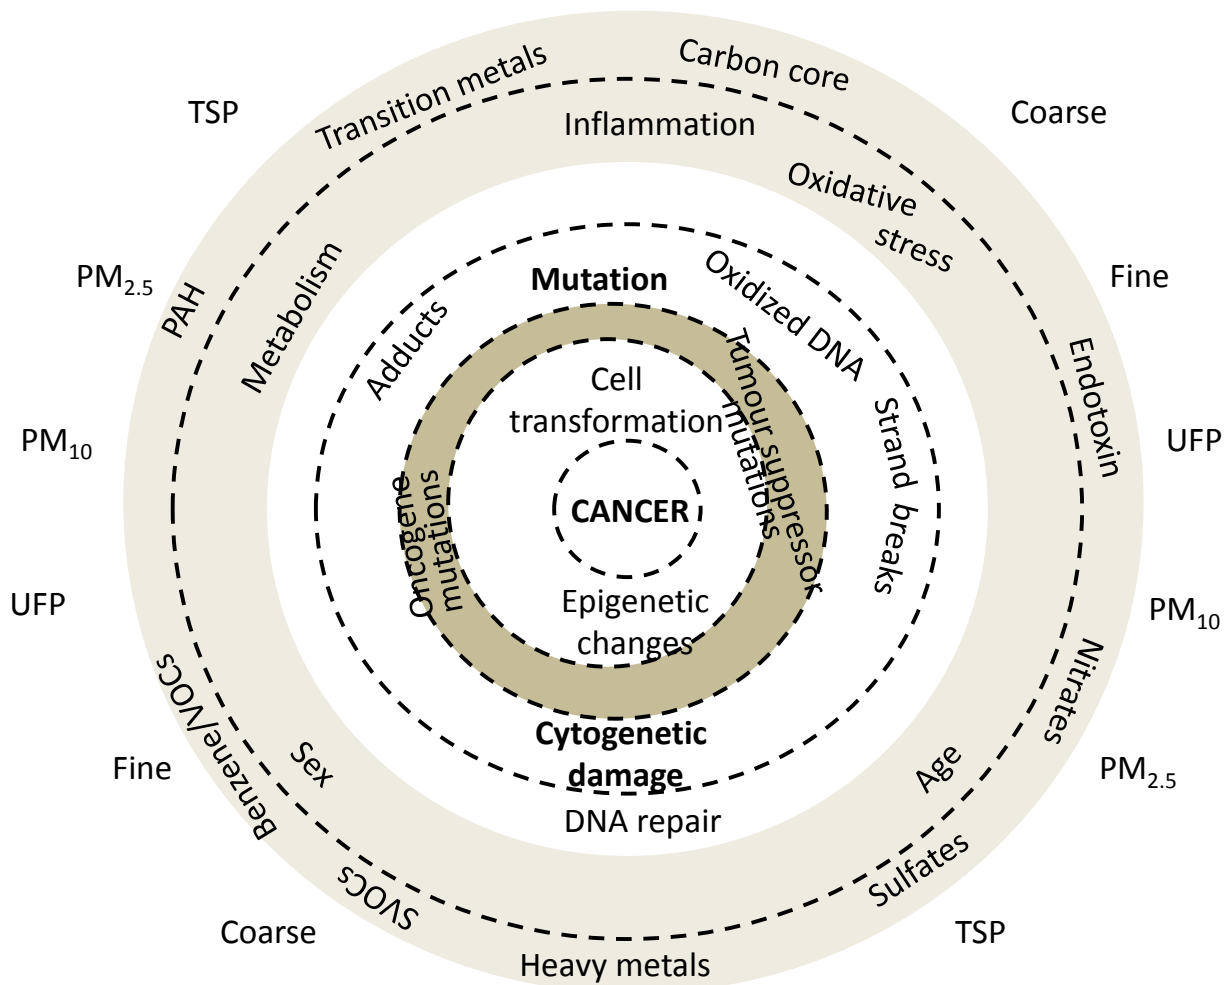 Carbon core
Transition metals
TSP
Coarse
Inflammation
Oxidative
stress
PM2.5
PAH
Metabolism
Mutation
Oxidized DNA
Fine
Adducts
Endotoxin
Cell
transformation
Tumour suppressor
mutations
Strand breaks
PM10
UFP
CANCER
Oncogene
mutations
UFP
Epigenetic
changes
PM10
Nitrates
Benzene/VOCs
Fine
Sex
Cytogenetic
damage
Age
PM2.5
DNA repair
SVOCs
Sulfates
Coarse
TSP
Heavy metals